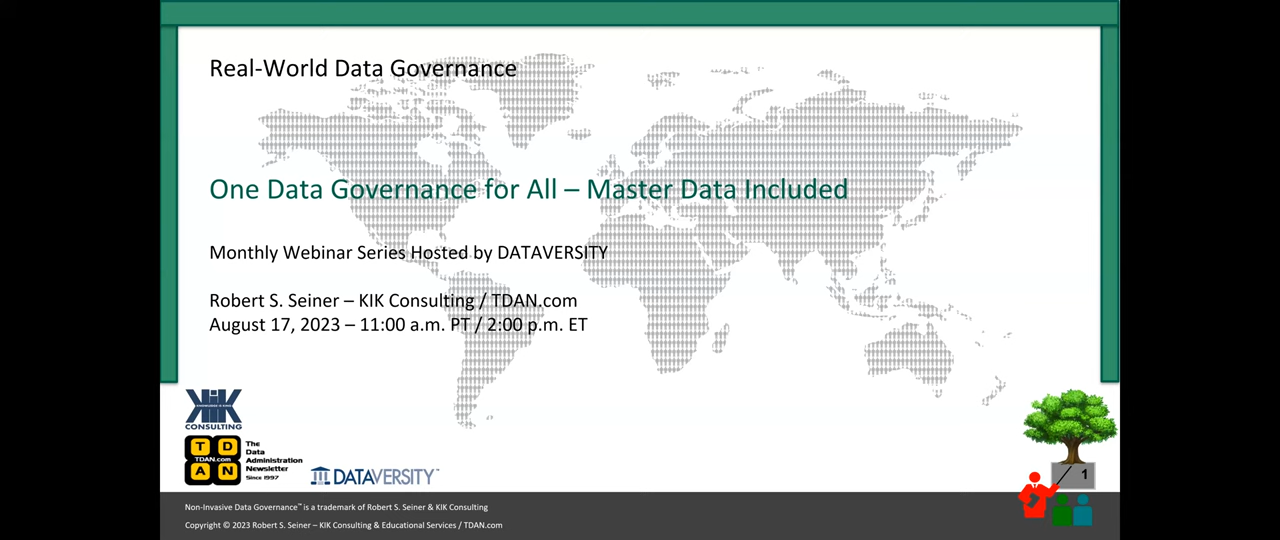 Real-World Data Governance
One Data Governance for All – Master Data Included
Monthly Webinar Series Hosted by DATAVERSITY
Robert S. Seiner – KIK Consulting / TDAN.com
August 17, 2023 – 11:00 a.m. PT / 2:00 p.m. ET
KIK
CONSULTING
T D
TDAN.com
A N
The
Data
Administration
Newsletter
Since 1997
DATAVERSITY™
1
Non-Invasive Data Governance™ is a trademark of Robert S. Seiner & KIK Consulting
Copyright © 2023 Robert S. Seiner – KIK Consulting & Educational Services / TDAN.com